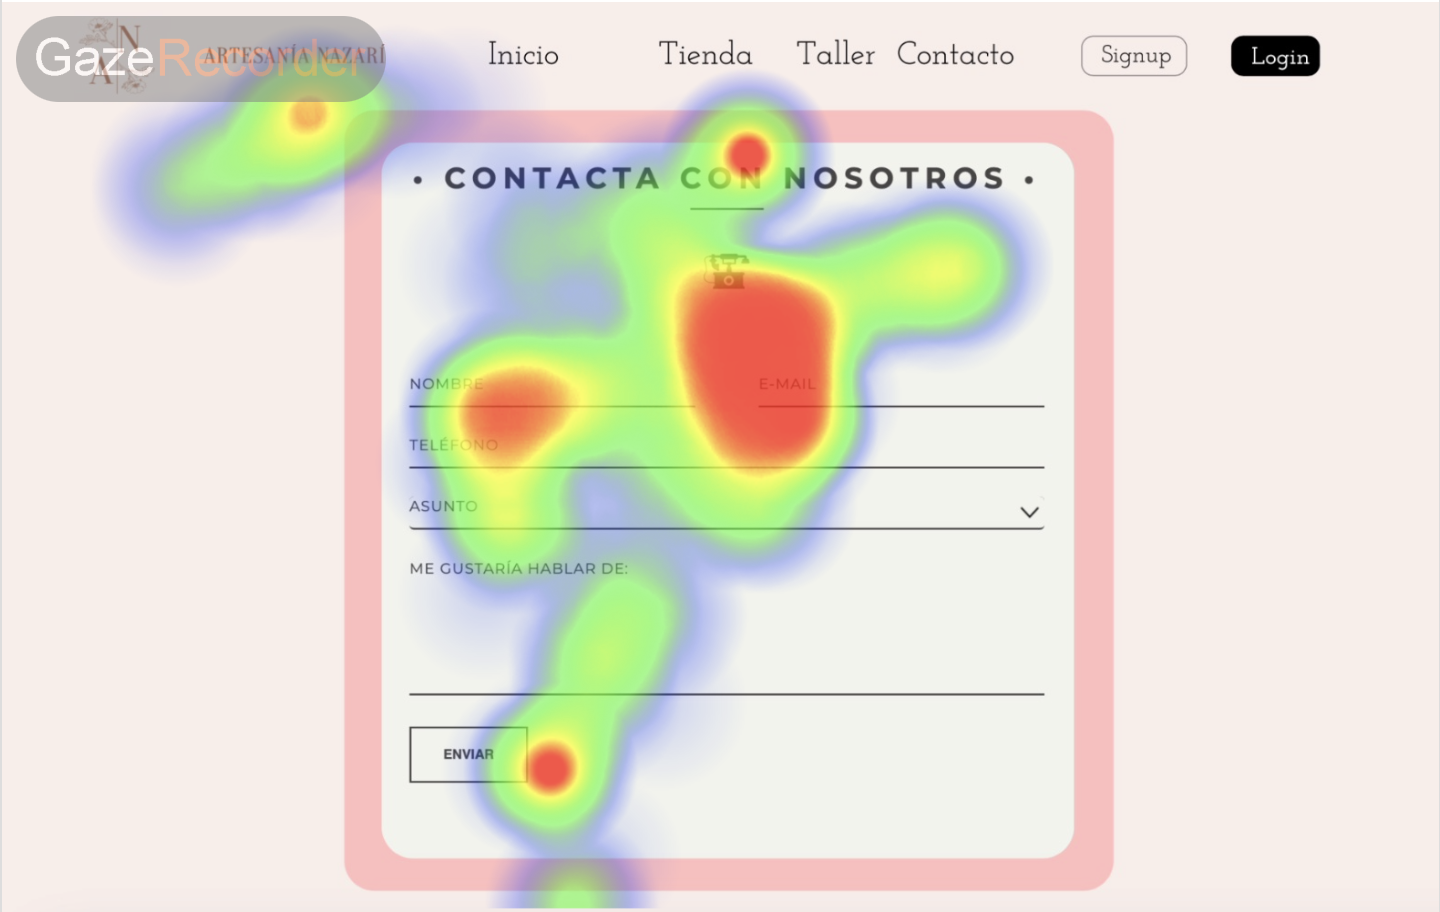 GazeRecorder
N
A
ARTESANÍA NAZARÍ
Inicio Tienda Taller Contacto Signup Login
• CONTACTA CON NOSOTROS •
NOMBRE E-MAIL
TELÉFONO
ASUNTO
ME GUSTARÍA HABLAR DE:
ENVIAR